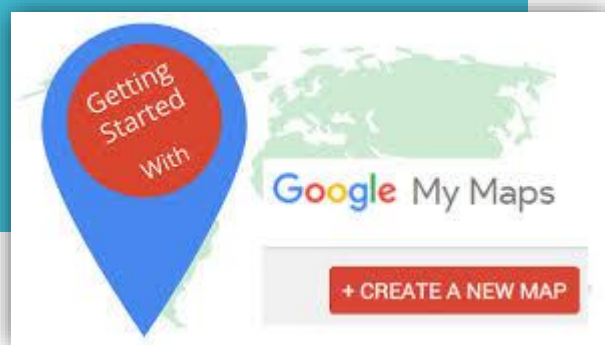 Getting
Started
With
Google My Maps
+ CREATE A NEW MAP